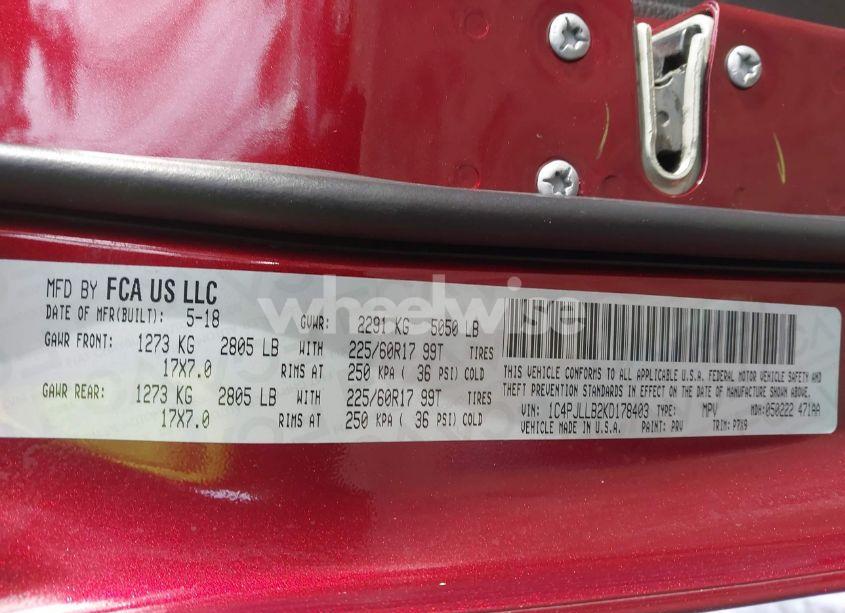 MFD BY FCA US LLC
DATE OF MFR(BUILT): 5-18 GVWR: 2291 KG 5050 LB
GAWR FRONT: 1273 KG 2805 LB WITH 225/60R17 99T TIRES
17X7.0 RIMS AT 250 KPA ( 36 PSI) COLD
GAWR REAR: 1273 KG 2805 LB WITH 225/60R17 99T TIRES
17X7.0 RIMS AT 250 KPA ( 36 PSI) COLD
THIS VEHICLE CONFORMS TO ALL APPLICABLE U.S.A. FEDERAL MOTOR VEHICLE SAFETY AND
THEFT PREVENTION STANDARDS IN EFFECT ON THE DATE OF MANUFACTURE SHOWN ABOVE.
VIN: 1C4PJLLB2KD178403 TYPE: MPV MDH: 050222 471AA
VEHICLE MADE IN U.S.A. PAINT: PRV TRIM: P7X9
wheelwise